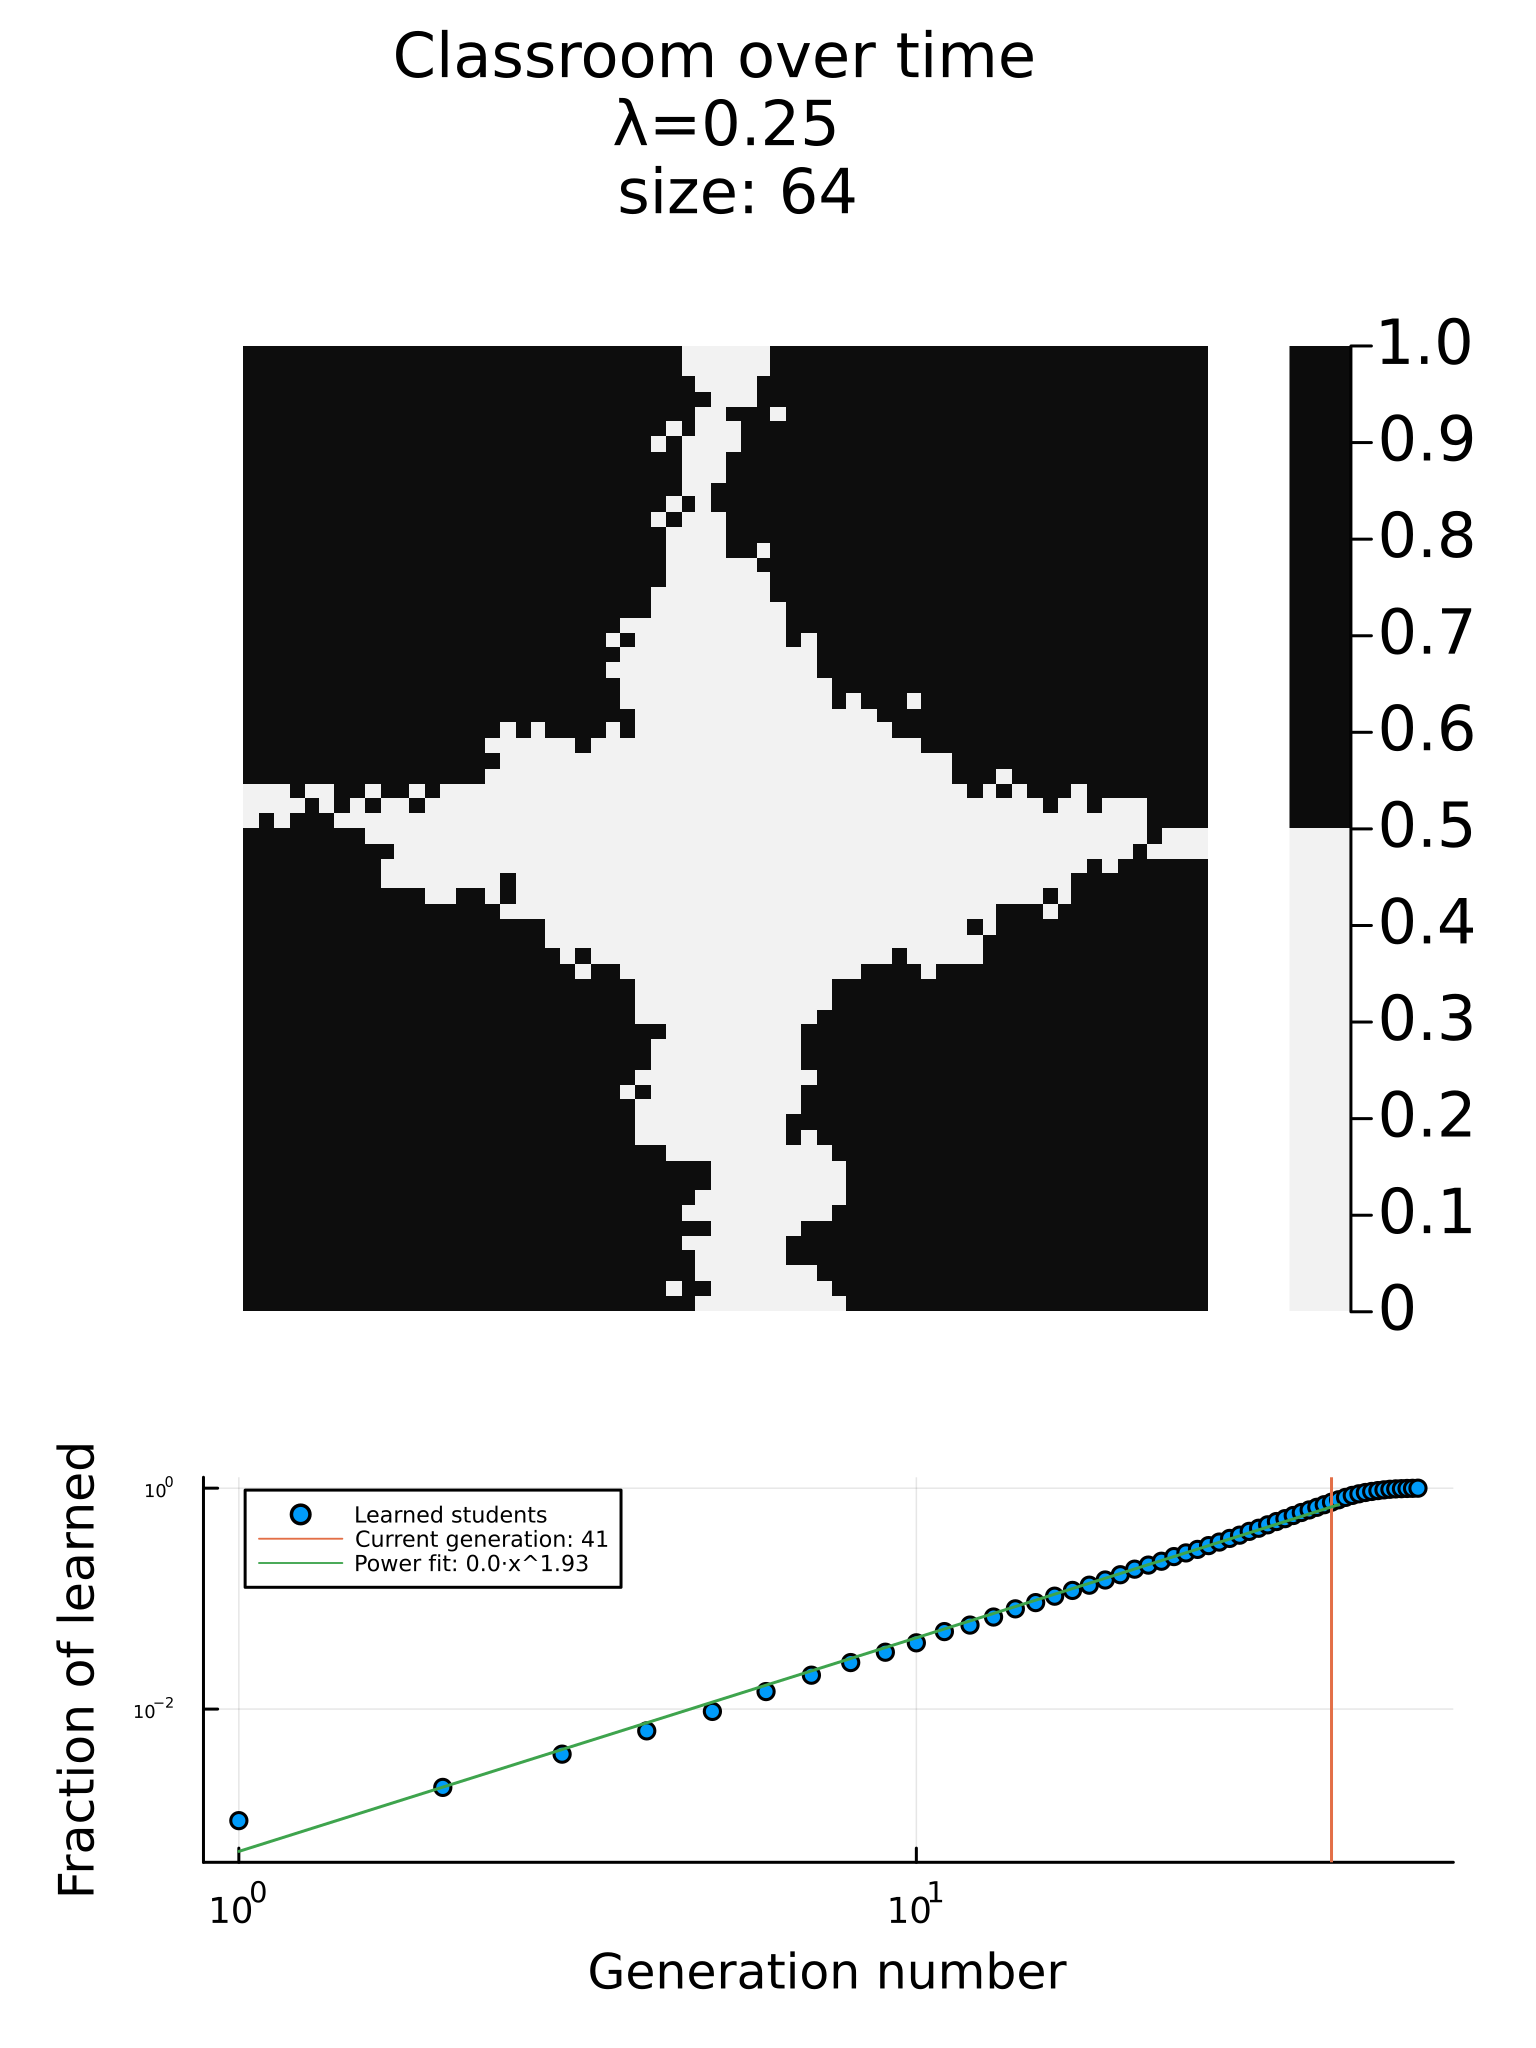 Classroom over time
λ=0.25
size: 64
1.0
0.9
0.8
0.7
0.6
0.5
0.4
0.3
0.2
0.1
0
Fraction of learned
10^0
10^−2
Learned students
Current generation: 41
Power fit: 0.0·x^1.93
10^0
10^1
Generation number